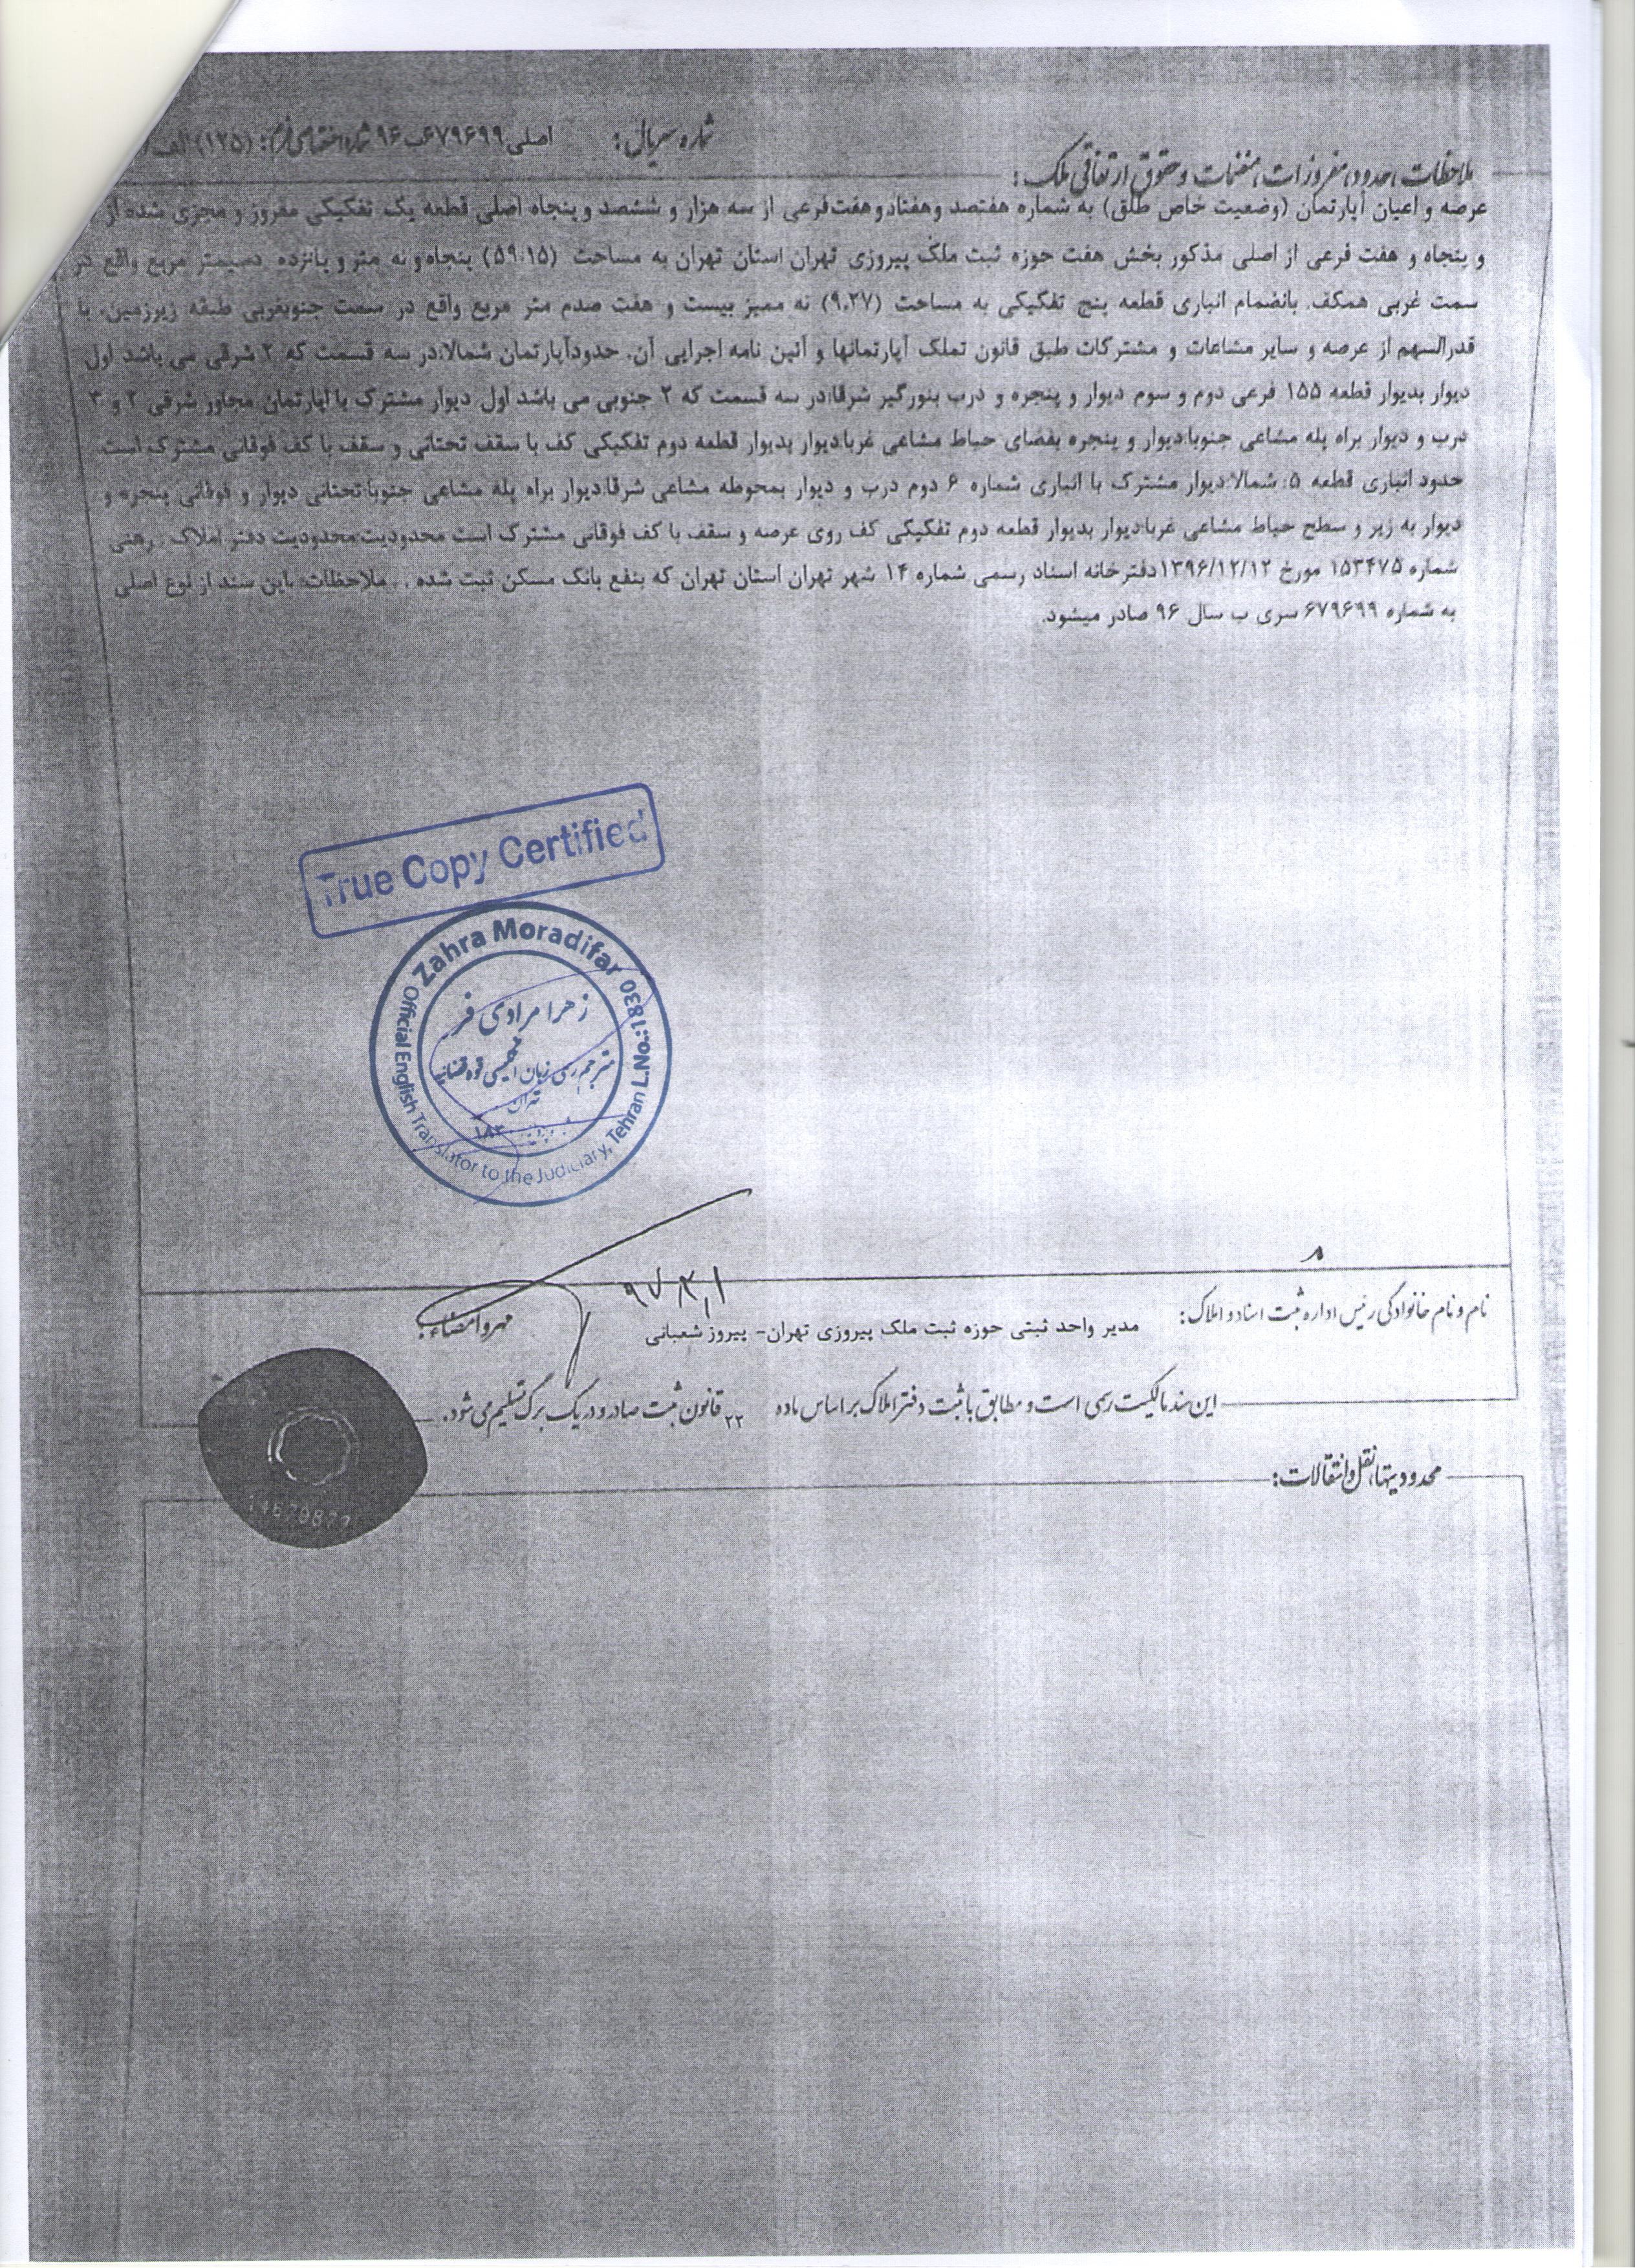 شماره سریال: اصلی ۶۷۹۶۹۹ب۹۶ شماره اختصاصی فرم: (۱۲۵) الف
ملاحظات، حدود، مفروزات، منضمات و حقوق ارتفاقی ملک:
عرصه و اعیان آپارتمان (وضعیت خاص طلق) به شماره هفتصد و هفتاد و هفت فرعی از سه هزار و ششصد و پنجاه اصلی قطعه یک تفکیکی مفروز و مجزی شده از
و پنجاه و هفت فرعی از اصلی مذکور بخش هفت حوزه ثبت ملک پیروزی تهران استان تهران به مساحت (۵۹.۱۵) پنجاه و نه متر و پانزده دسیمتر مربع واقع در
سمت غربی همکف. بانضمام انباری قطعه پنج تفکیکی به مساحت (۹.۲۷) نه ممیز بیست و هفت صدم متر مربع واقع در سمت جنوبغربی طبقه زیرزمین. با
قدرالسهم از عرصه و سایر مشاعات و مشترکات طبق قانون تملک آپارتمانها و آئین نامه اجرایی آن. حدودآپارتمان شمالا:در سه قسمت که ۲ شرقی می باشد اول
دیوار بدیوار قطعه ۱۵۵ فرعی دوم و سوم دیوار و پنجره و درب بنورگیر شرقا:در سه قسمت که ۲ جنوبی می باشد اول دیوار مشترک با اپارتمان مجاور شرقی ۲ و ۳
درب و دیوار براه پله مشاعی جنوبا:دیوار و پنجره بفضای حیاط مشاعی غربا:دیوار بدیوار قطعه دوم تفکیکی کف با سقف تحتانی و سقف با کف فوقانی مشترک است
حدود انباری قطعه ۵: شمالا:دیوار مشترک با انباری شماره ۶ دوم درب و دیوار بمحوطه مشاعی شرقا:دیوار براه پله مشاعی جنوبا:تحتانی دیوار و فوقانی پنجره و
دیوار به زیر و سطح حیاط مشاعی غربا:دیوار بدیوار قطعه دوم تفکیکی کف روی عرصه و سقف با کف فوقانی مشترک است محدودیت:محدودیت دفتر املاک . رهنی
شماره ۱۵۳۴۷۵ مورخ ۱۳۹۶/۱۲/۱۲ دفترخانه اسناد رسمی شماره ۱۴ شهر تهران استان تهران که بنفع بانک مسکن ثبت شده . . ملاحظات: این سند از نوع اصلی
به شماره ۶۷۹۶۹۹ سری ب سال ۹۶ صادر میشود.
True Copy Certified
Zahra Moradifar
Official English Translator to the Judiciary, Tehran L.No:1830
زهرا مرادی فر
مترجم رسمی زبان انگلیسی قوه قضائیه
تهران
نام و نام خانوادگی رئیس اداره ثبت اسناد و املاک: مدیر واحد ثبتی حوزه ثبت ملک پیروزی تهران- پیروز شعبانی مهر و امضاء:
این سند مالکیت رسمی است و مطابق با ثبت دفتر املاک بر اساس ماده ۲۲ قانون ثبت صادر و در یک برگ تسلیم می شود.
محدودیتها، نقل و انتقالات: